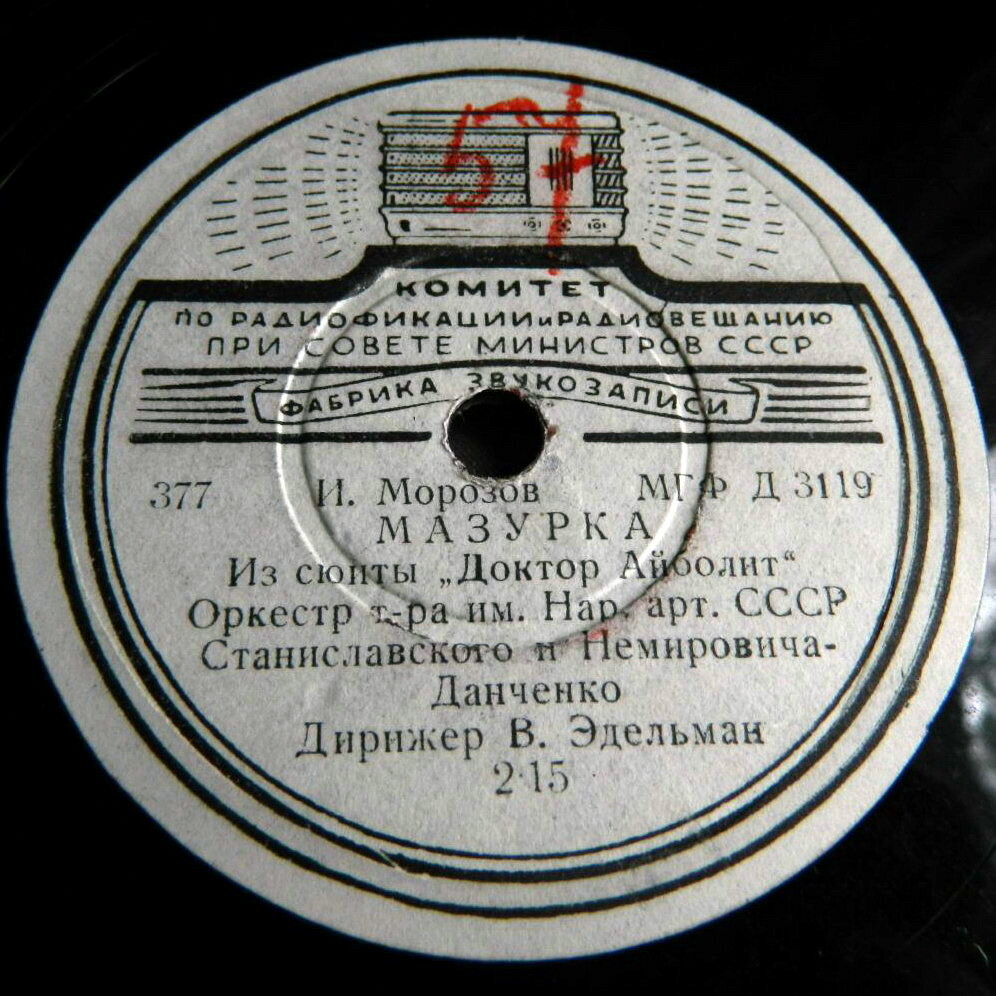 КОМИТЕТ
ПО РАДИОФИКАЦИИ и РАДИОВЕЩАНИЮ
ПРИ СОВЕТЕ МИНИСТРОВ СССР
ФАБРИКА ЗВУКОЗАПИСИ
377 И. Морозов МГФ Д 3119
МАЗУРКА
Из сюиты „Доктор Айболит“
Оркестр т-ра им. Нар. арт. СССР
Станиславского и Немировича-
Данченко
Дирижер В. Эдельман
2·15